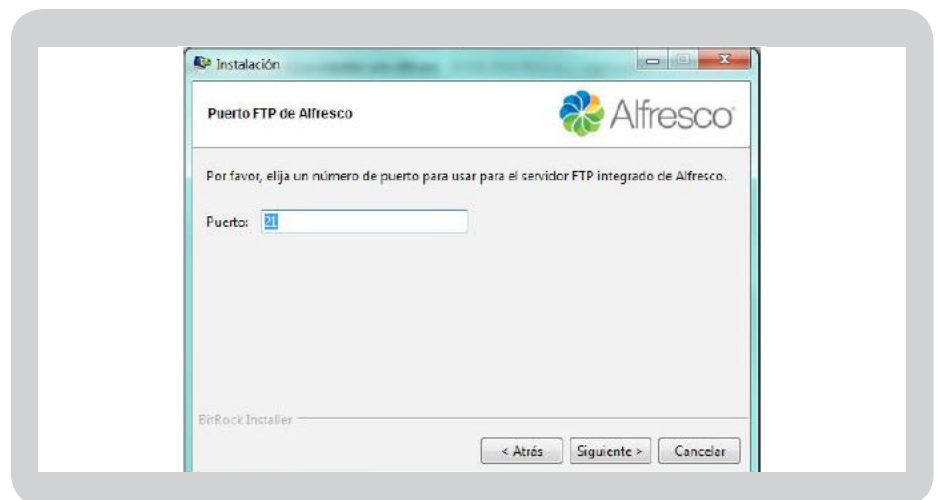 Instalación
Puerto FTP de Alfresco
Alfresco
Por favor, elija un número de puerto para usar para el servidor FTP integrado de Alfresco.
Puerto: 21
BitRock Installer
< Atrás Siguiente > Cancelar